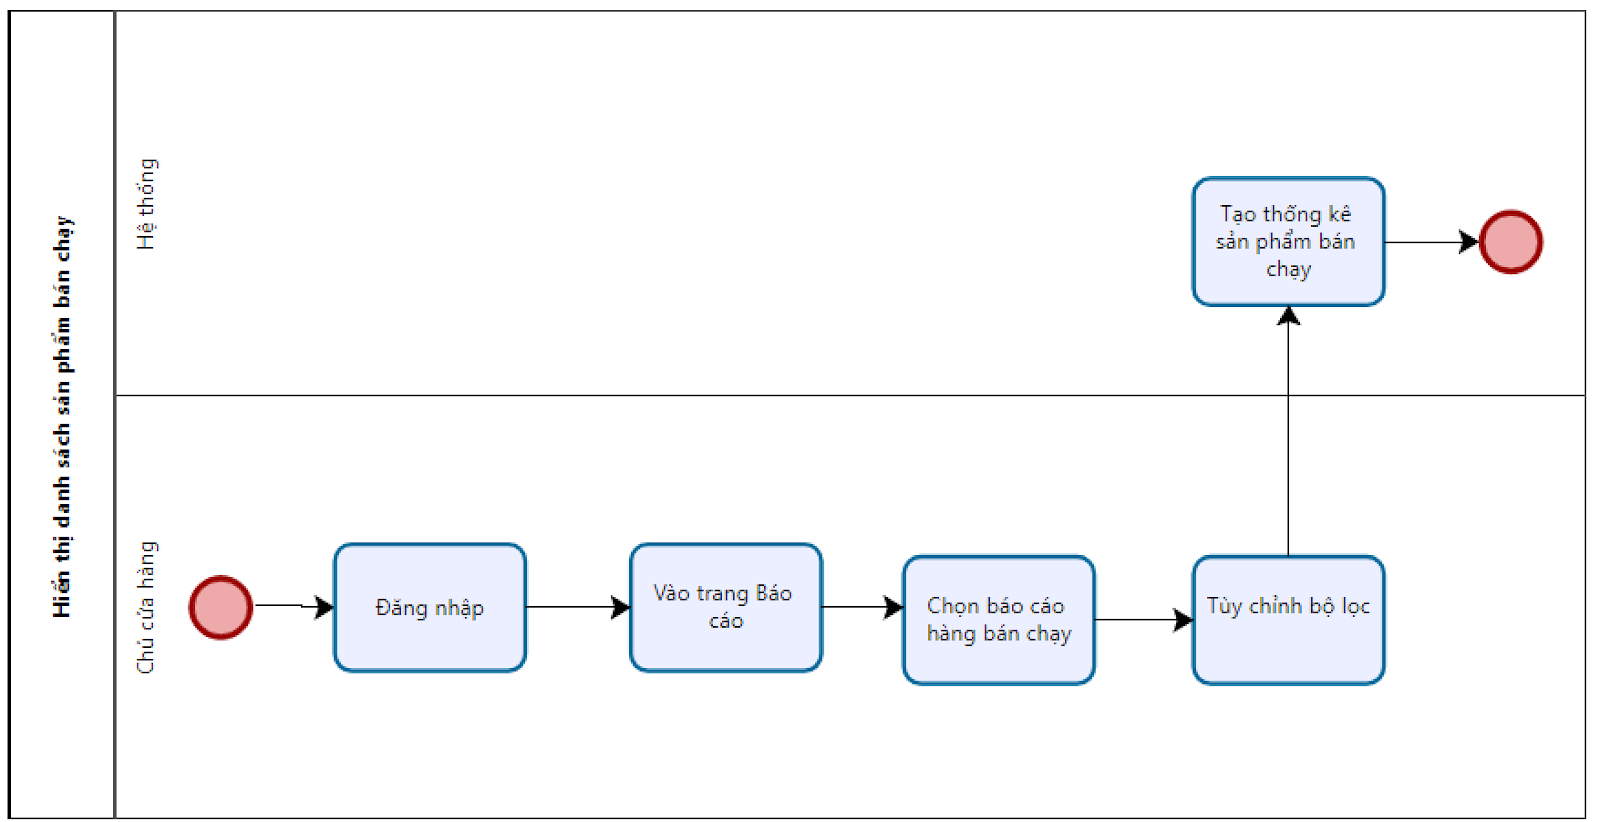 Hiển thị danh sách sản phẩm bán chạy
Hệ thống
Tạo thống kê
sản phẩm bán
chạy
Chủ cửa hàng
Đăng nhập
Vào trang Báo
cáo
Chọn báo cáo
hàng bán chạy
Tùy chỉnh bộ lọc